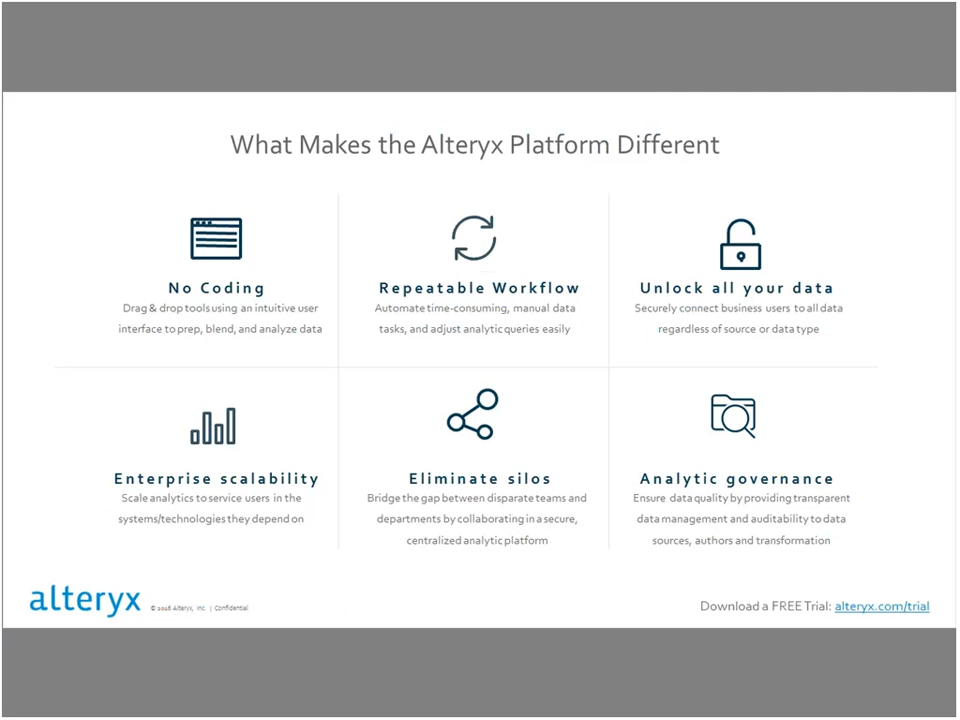 What Makes the Alteryx Platform Different
No Coding
Drag & drop tools using an intuitive user
interface to prep, blend, and analyze data
Repeatable Workflow
Automate time-consuming, manual data
tasks, and adjust analytic queries easily
Unlock all your data
Securely connect business users to all data
regardless of source or data type
Enterprise scalability
Scale analytics to service users in the
systems/technologies they depend on
Eliminate silos
Bridge the gap between disparate teams and
departments by collaborating in a secure,
centralized analytic platform
Analytic governance
Ensure data quality by providing transparent
data management and auditability to data
sources, authors and transformation
alteryx
© 2018 Alteryx, Inc. | Confidential
Download a FREE Trial: alteryx.com/trial